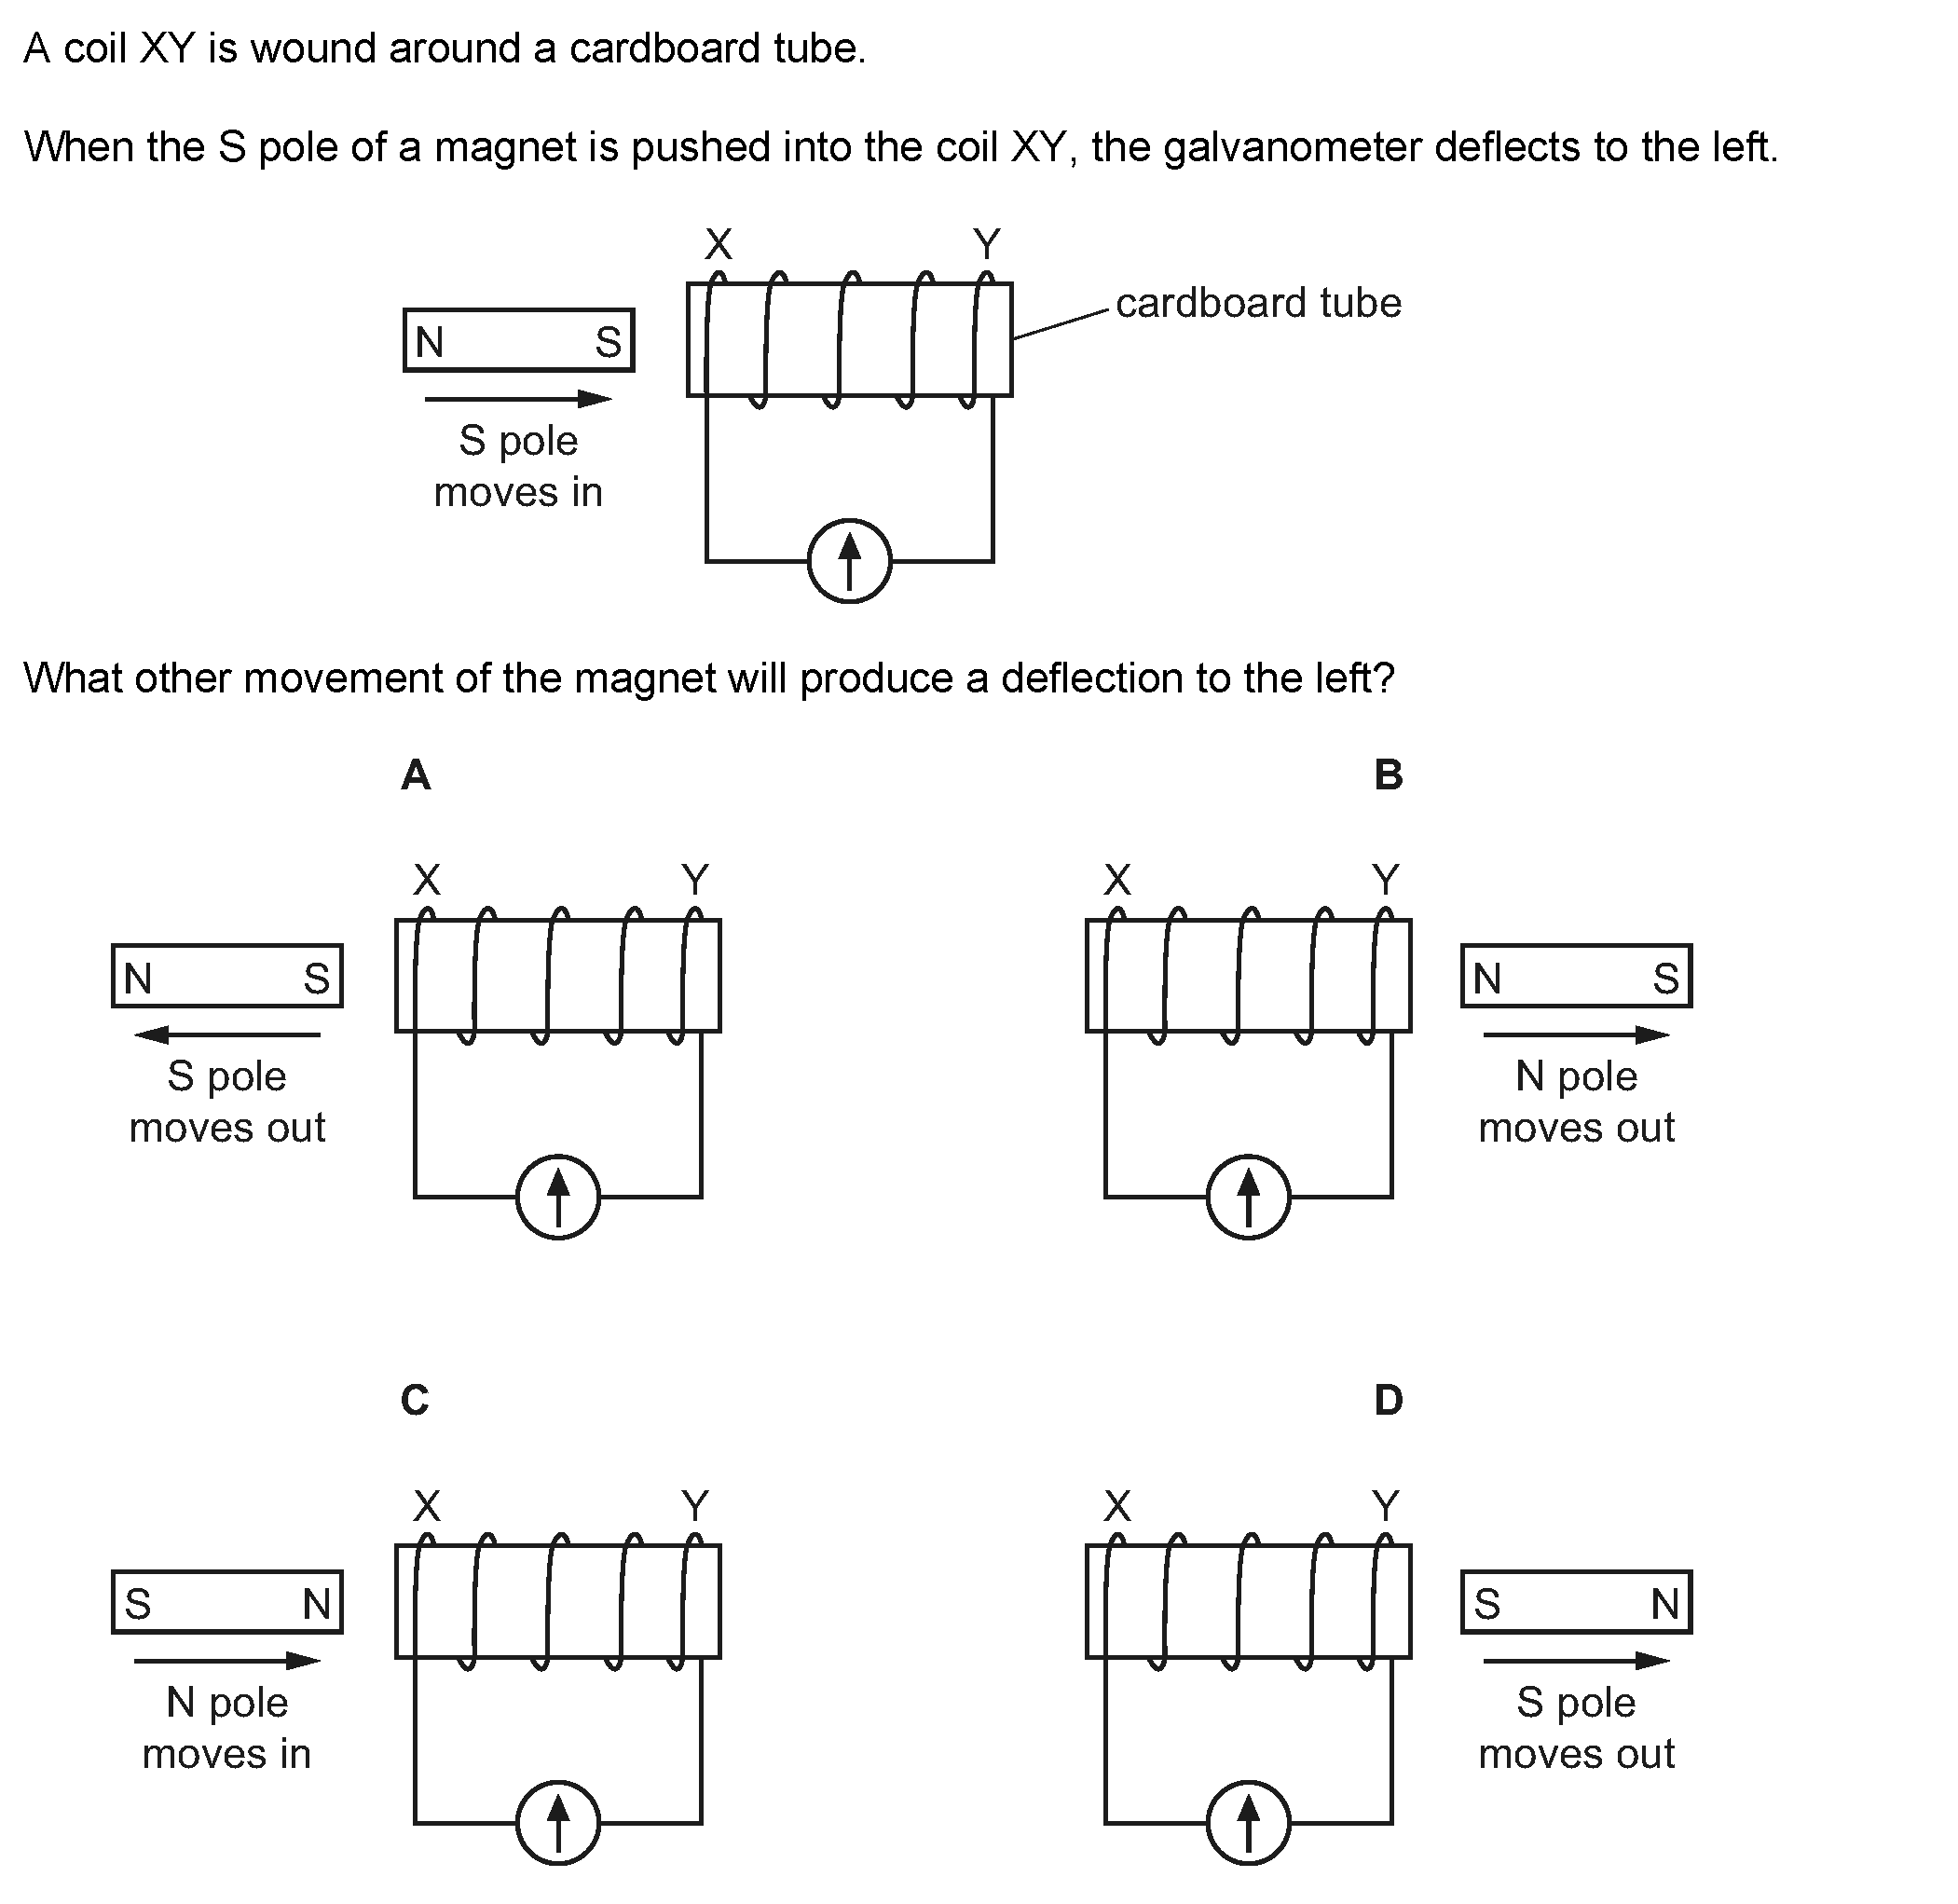 A coil XY is wound around a cardboard tube.
When the S pole of a magnet is pushed into the coil XY, the galvanometer deflects to the left.
X Y
cardboard tube
N S
S pole
moves in
What other movement of the magnet will produce a deflection to the left?
A
X Y
N S
S pole
moves out
B
X Y
N S
N pole
moves out
C
X Y
S N
N pole
moves in
D
X Y
S N
S pole
moves out